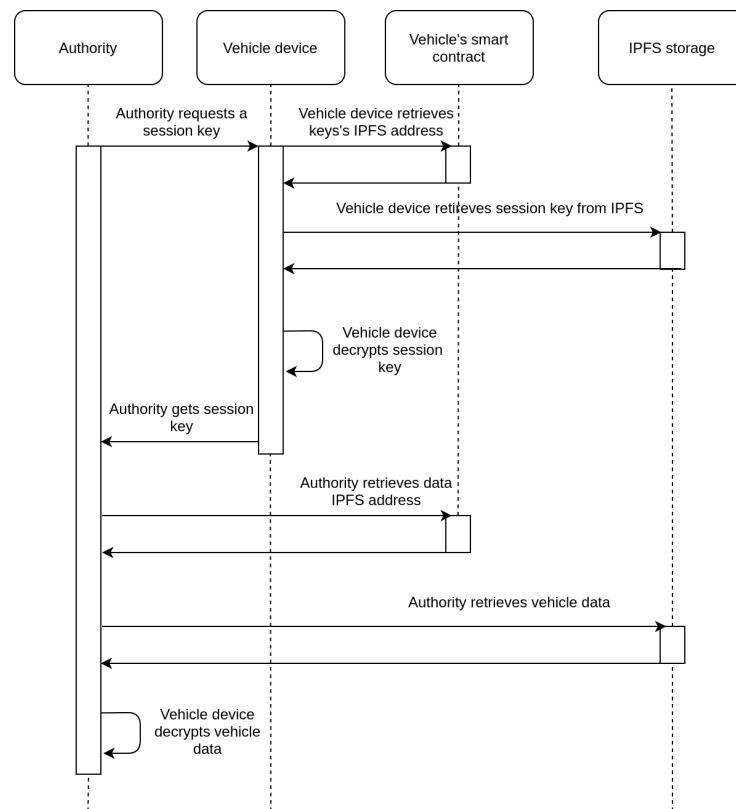 Authority
Vehicle device
Vehicle's smart
contract
IPFS storage
Authority requests a
session key
Vehicle device retrieves
keys's IPFS address
Vehicle device retireves session key from IPFS
Vehicle device
decrypts session
key
Authority gets session
key
Authority retrieves data
IPFS address
Authority retrieves vehicle data
Vehicle device
decrypts vehicle
data